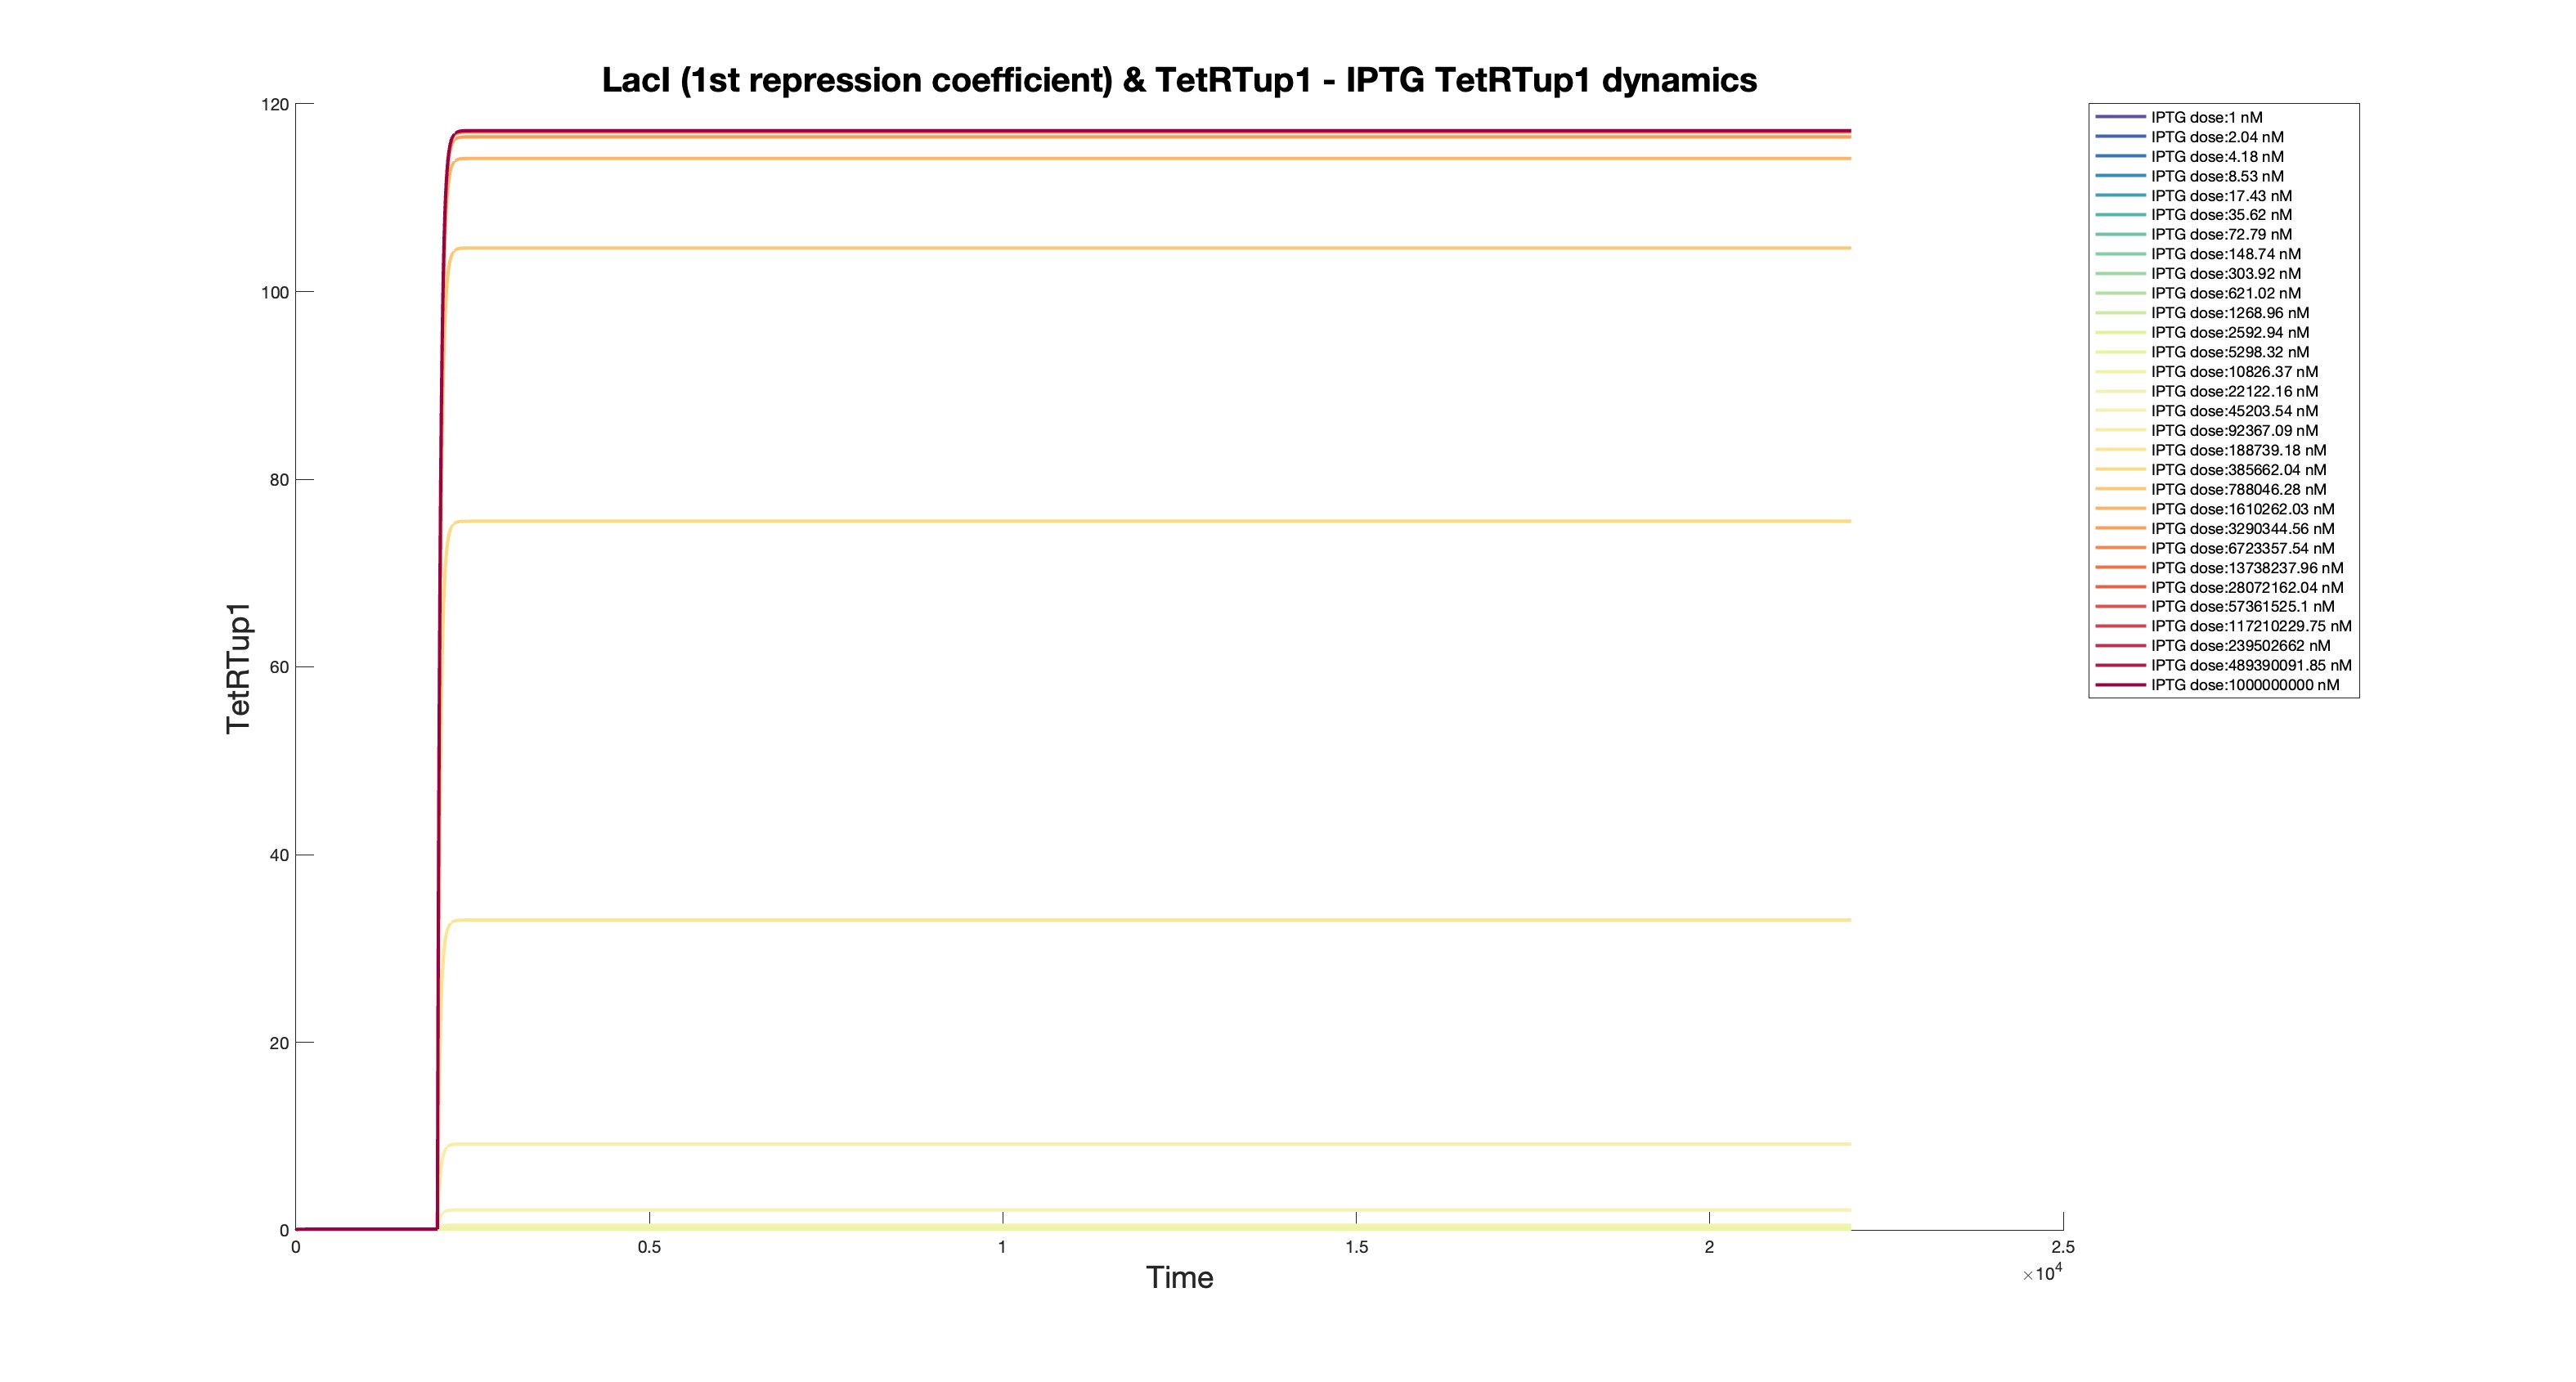 LacI (1st repression coefficient) & TetRTup1 - IPTG TetRTup1 dynamics
120
100
80
60
40
20
0
TetRTup1
0
0.5
1
1.5
2
2.5
×10^4
Time
IPTG dose:1 nM
IPTG dose:2.04 nM
IPTG dose:4.18 nM
IPTG dose:8.53 nM
IPTG dose:17.43 nM
IPTG dose:35.62 nM
IPTG dose:72.79 nM
IPTG dose:148.74 nM
IPTG dose:303.92 nM
IPTG dose:621.02 nM
IPTG dose:1268.96 nM
IPTG dose:2592.94 nM
IPTG dose:5298.32 nM
IPTG dose:10826.37 nM
IPTG dose:22122.16 nM
IPTG dose:45203.54 nM
IPTG dose:92367.09 nM
IPTG dose:188739.18 nM
IPTG dose:385662.04 nM
IPTG dose:788046.28 nM
IPTG dose:1610262.03 nM
IPTG dose:3290344.56 nM
IPTG dose:6723357.54 nM
IPTG dose:13738237.96 nM
IPTG dose:28072162.04 nM
IPTG dose:57361525.1 nM
IPTG dose:117210229.75 nM
IPTG dose:239502662 nM
IPTG dose:489390091.85 nM
IPTG dose:1000000000 nM